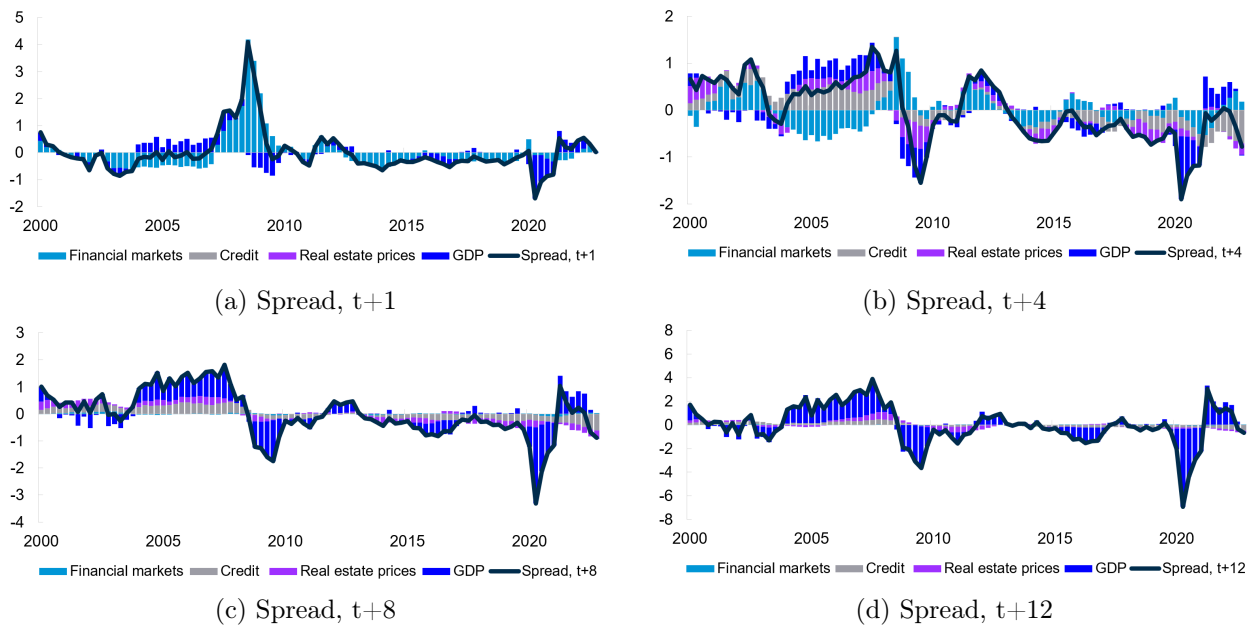 5
4
3
2
1
0
-1
-2
2000 2005 2010 2015 2020
Financial markets Credit Real estate prices GDP Spread, t+1
(a) Spread, t+1
2
1
0
-1
-2
2000 2005 2010 2015 2020
Financial markets Credit Real estate prices GDP Spread, t+4
(b) Spread, t+4
3
2
1
0
-1
-2
-3
-4
2000 2005 2010 2015 2020
Financial markets Credit Real estate prices GDP Spread, t+8
(c) Spread, t+8
8
6
4
2
0
-2
-4
-6
-8
2000 2005 2010 2015 2020
Financial markets Credit Real estate prices GDP Spread, t+12
(d) Spread, t+12